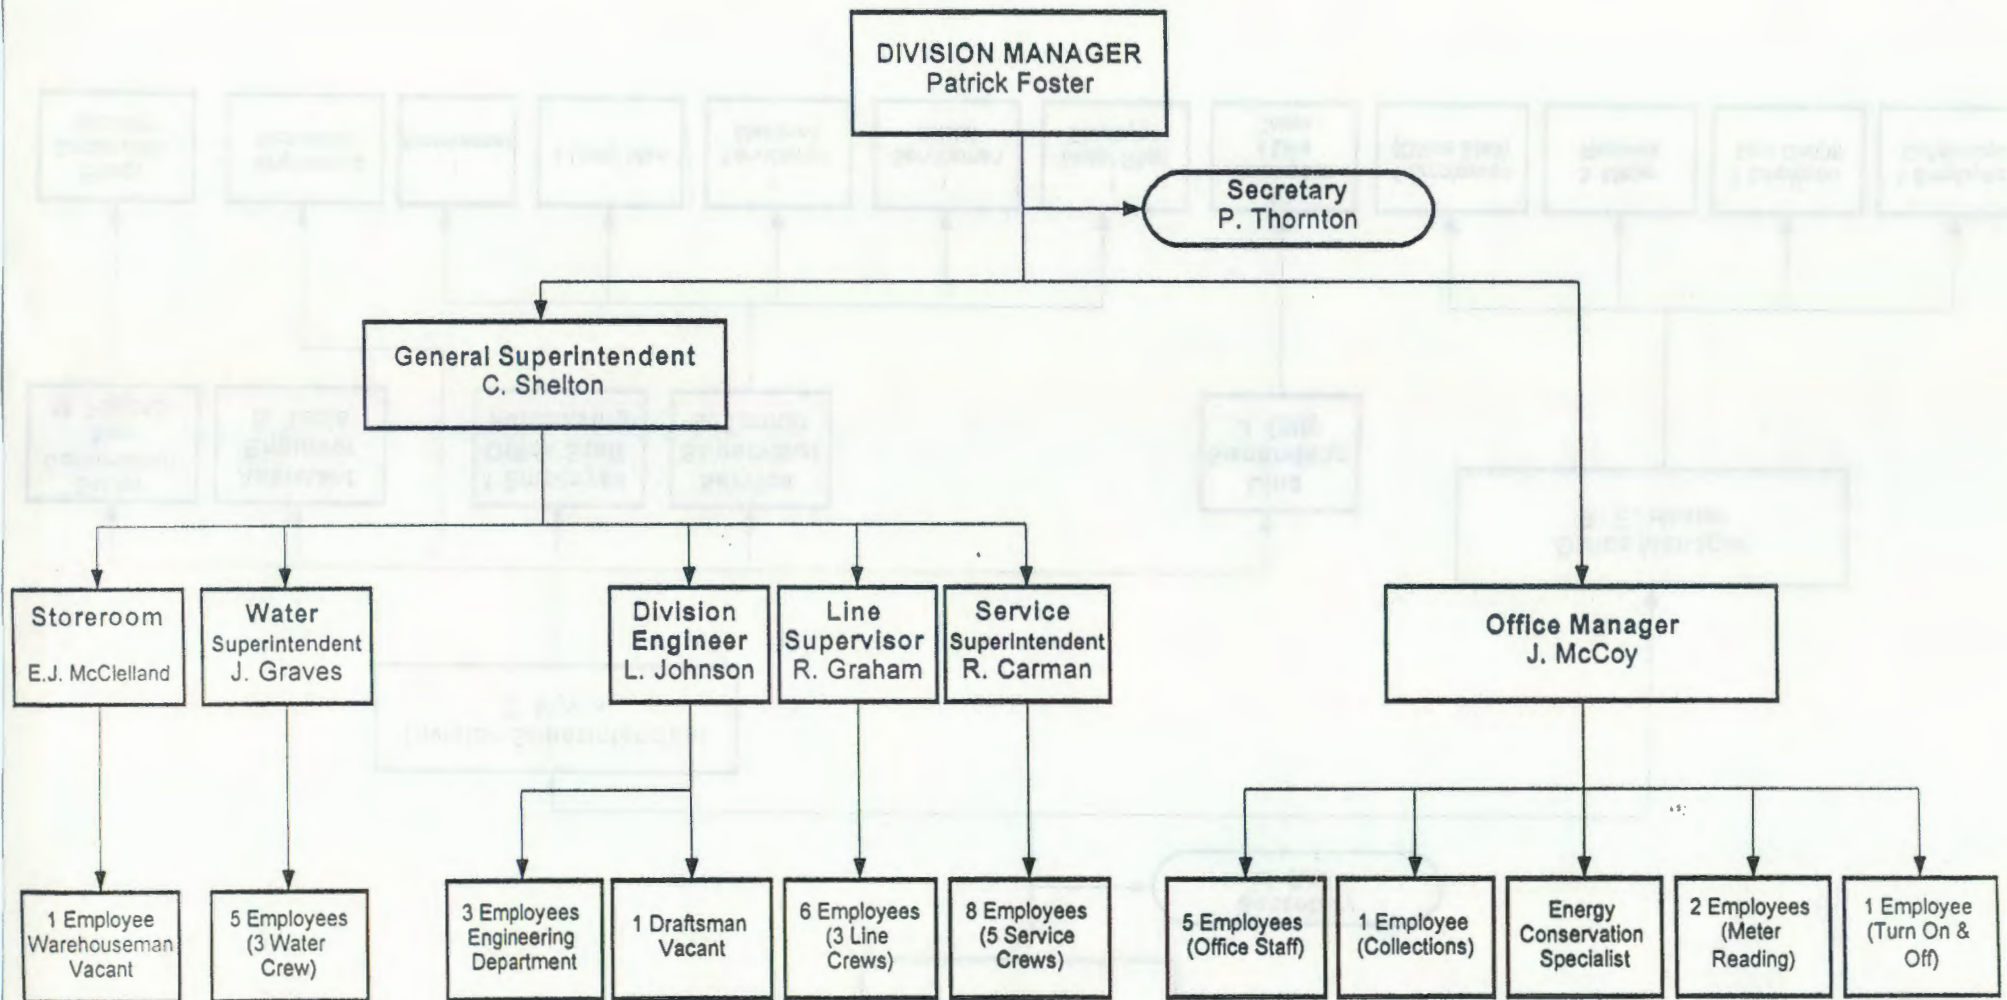 DIVISION MANAGER
Patrick Foster
Secretary
P. Thornton
General Superintendent
C. Shelton
Storeroom
E.J. McClelland
Water
Superintendent
J. Graves
Division
Engineer
L. Johnson
Line
Supervisor
R. Graham
Service
Superintendent
R. Carman
Office Manager
J. McCoy
1 Employee
Warehouseman
Vacant
5 Employees
(3 Water
Crew)
3 Employees
Engineering
Department
1 Draftsman
Vacant
6 Employees
(3 Line
Crews)
8 Employees
(5 Service
Crews)
5 Employees
(Office Staff)
1 Employee
(Collections)
Energy
Conservation
Specialist
2 Employees
(Meter
Reading)
1 Employee
(Turn On &
Off)